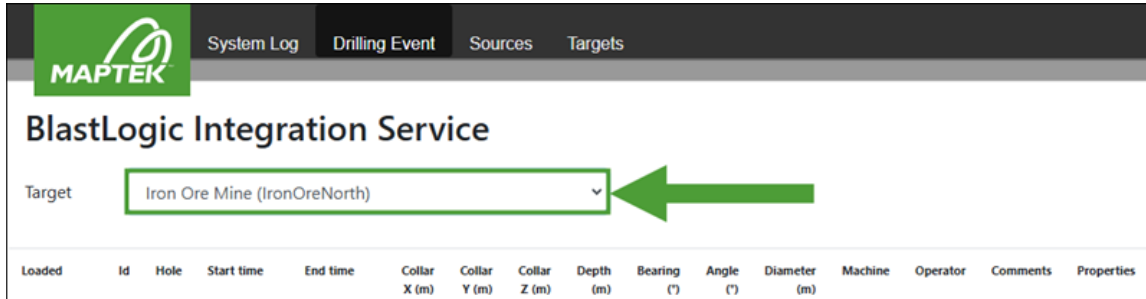 System Log Drilling Event Sources Targets
MAPTEK™
BlastLogic Integration Service
Target Iron Ore Mine (IronOreNorth)
Loaded Id Hole Start time End time Collar X (m) Collar Y (m) Collar Z (m) Depth (m) Bearing (°) Angle (°) Diameter (m) Machine Operator Comments Properties